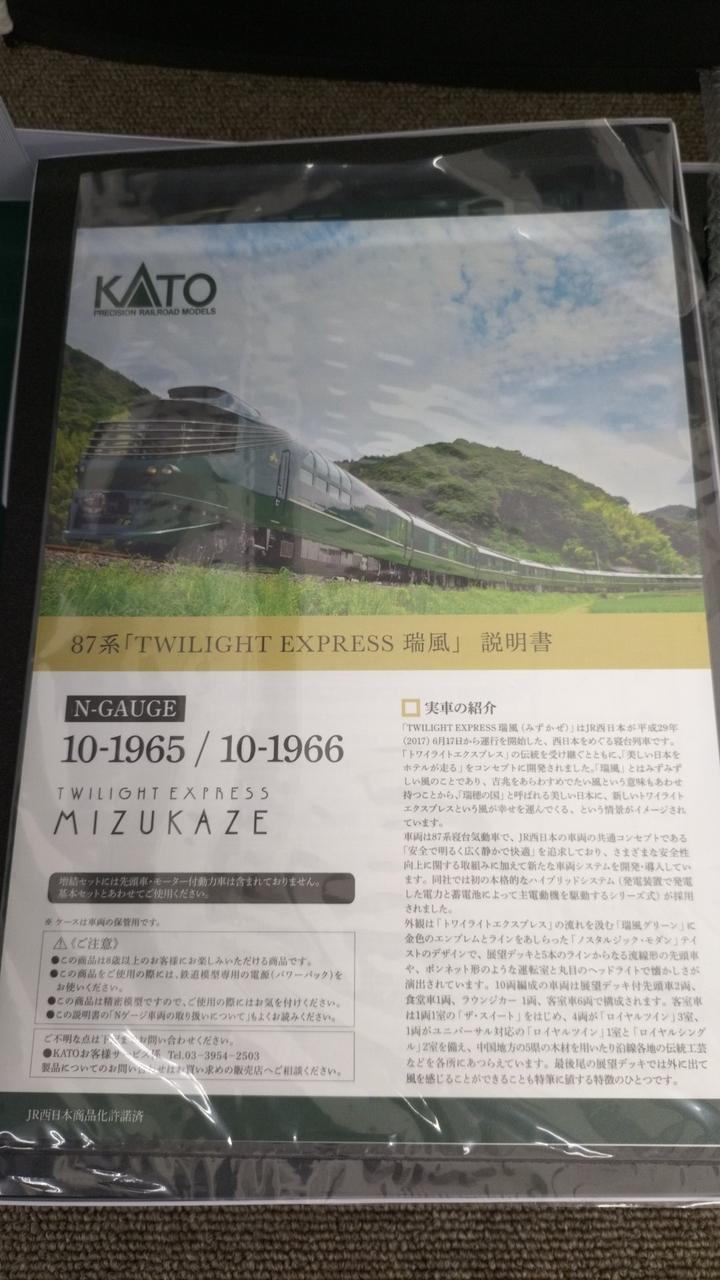 KATO
PRECISION RAILROAD MODELS
87系「TWILIGHT EXPRESS 瑞風」 説明書
N-GAUGE
10-1965 / 10-1966
TWILIGHT EXPRESS
MIZUKAZE
増結セットには先頭車・モーター付動力車は含まれておりません。
基本セットとあわせてご使用ください。
※ ケースは車両の保管用です。
⚠《ご注意》
●この商品は8歳以上のお客様にお楽しみいただける商品です。
●この商品をご使用の際には、鉄道模型専用の電源(パワーパック)を
お使いください。
●この商品は精密模型ですので、ご使用の際にはお気を付けください。
●この説明書の「Nゲージ車両の取り扱いについて」もよくお読みください。
ご不明な点は お問い合わせください。
●KATOお客様サービス係 Tel.03-3954-2503
製品についてのお問い合わせはお買い求めの販売店へご相談ください。
実車の紹介
「TWILIGHT EXPRESS 瑞風(みずかぜ)」はJR西日本が平成29年
(2017) 6月17日から運行を開始した、西日本をめぐる寝台列車です。
「トワイライトエクスプレス」の伝統を受け継ぐとともに、「美しい日本を
ホテルが走る」をコンセプトに開発されました。「瑞風」とはみずみず
しい風のことであり、吉兆をあらわすめでたい風という意味もあわせ
持つことから、「瑞穂の国」と呼ばれる美しい日本に、新しいトワイライト
エクスプレスという風が幸せを運んでくる、という情景がイメージされ
ています。
車両は87系寝台気動車で、JR西日本の車両の共通コンセプトである
「安全で明るく広く静かで快適」を追求しており、さまざまな安全性
向上に関する取組みに加えて新たな車両システムを開発・導入してい
ます。同社では初の本格的なハイブリッドシステム(発電装置で発電
した電力と蓄電池によって主電動機を駆動するシリーズ式)が採用
されました。
外観は「トワイライトエクスプレス」の流れを汲む「瑞風グリーン」に
金色のエンブレムとラインをあしらった「ノスタルジック・モダン」テイ
ストのデザインで、展望デッキと5本のラインからなる流線形の先頭車
や、ボンネット形のような運転室と丸目のヘッドライトで懐かしさが
演出されています。10両編成の車両は展望デッキ付先頭車2両、
食堂車1両、ラウンジカー 1両、客室車6両で構成されます。客室車
は1両1室の「ザ・スイート」をはじめ、4両が「ロイヤルツイン」3室、
1両がユニバーサル対応の「ロイヤルツイン」1室と「ロイヤルシング
ル」2室を備え、中国地方の5県の木材を用いたり沿線各地の伝統工芸
などを各所にあつらえています。最後尾の展望デッキでは外に出て
風を感じることができることも特筆に値する特徴のひとつです。
JR西日本商品化許諾済